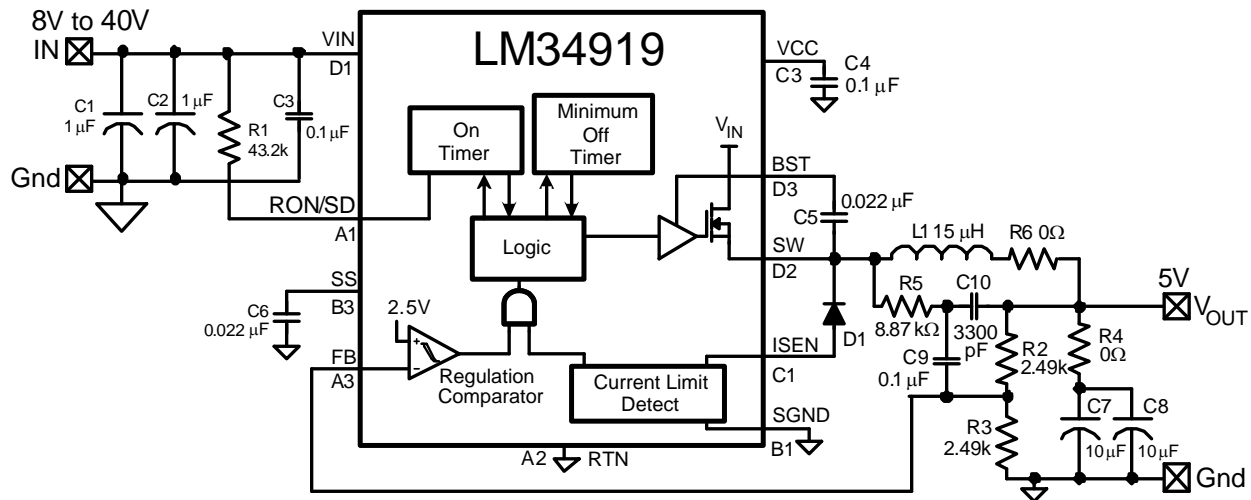 8V to 40V
IN
VIN
D1
LM34919
VCC
C3
C4
0.1 µF
C1
1 µF
C2
1 µF
R1
43.2k
C3
0.1 µF
Gnd
RON/SD
A1
On
Timer
Minimum
Off
Timer
VIN
BST
D3
0.022 µF
C5
Logic
SW
D2
L1 15 µH
R6 0Ω
SS
B3
C6
0.022 µF
2.5V
+
-
Regulation
Comparator
FB
A3
Current Limit
Detect
ISEN
C1
D1
SGND
B1
A2
RTN
R5
8.87 kΩ
C10
3300
pF
C9
0.1 µF
R2
2.49k
R3
2.49k
5V
VOUT
R4
0Ω
C7
10 µF
C8
10 µF
Gnd